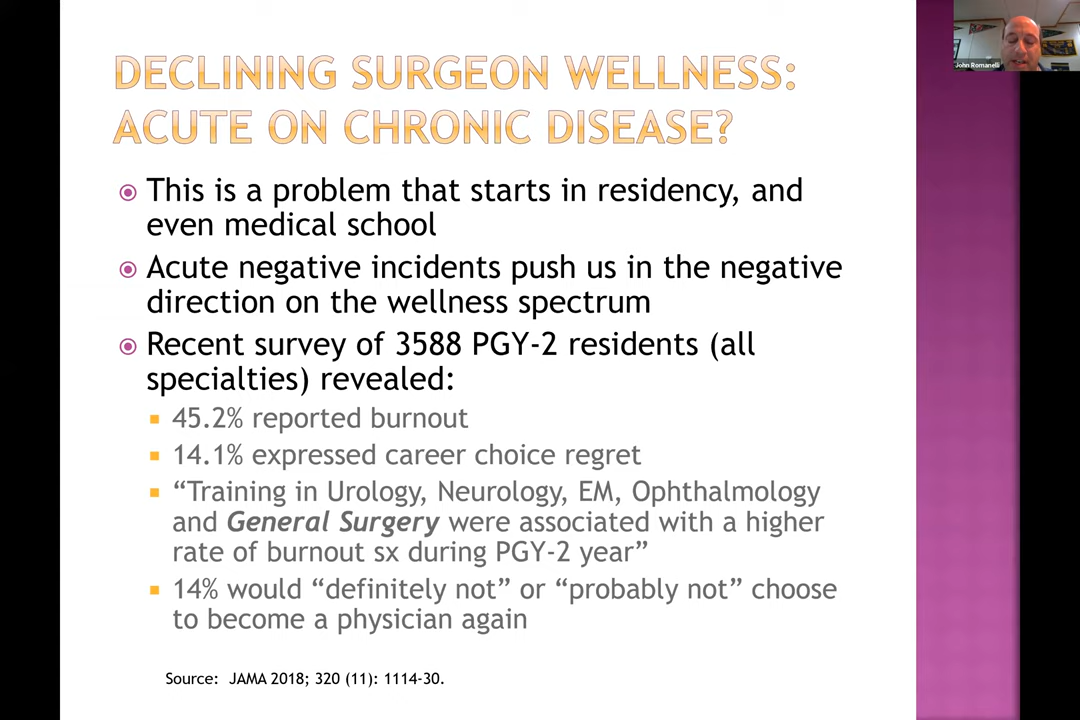 DECLINING SURGEON WELLNESS:
ACUTE ON CHRONIC DISEASE?
This is a problem that starts in residency, and
even medical school
Acute negative incidents push us in the negative
direction on the wellness spectrum
Recent survey of 3588 PGY-2 residents (all
specialties) revealed:
45.2% reported burnout
14.1% expressed career choice regret
“Training in Urology, Neurology, EM, Ophthalmology
and General Surgery were associated with a higher
rate of burnout sx during PGY-2 year”
14% would “definitely not” or “probably not” choose
to become a physician again
Source: JAMA 2018; 320 (11): 1114-30.
John Romanelli